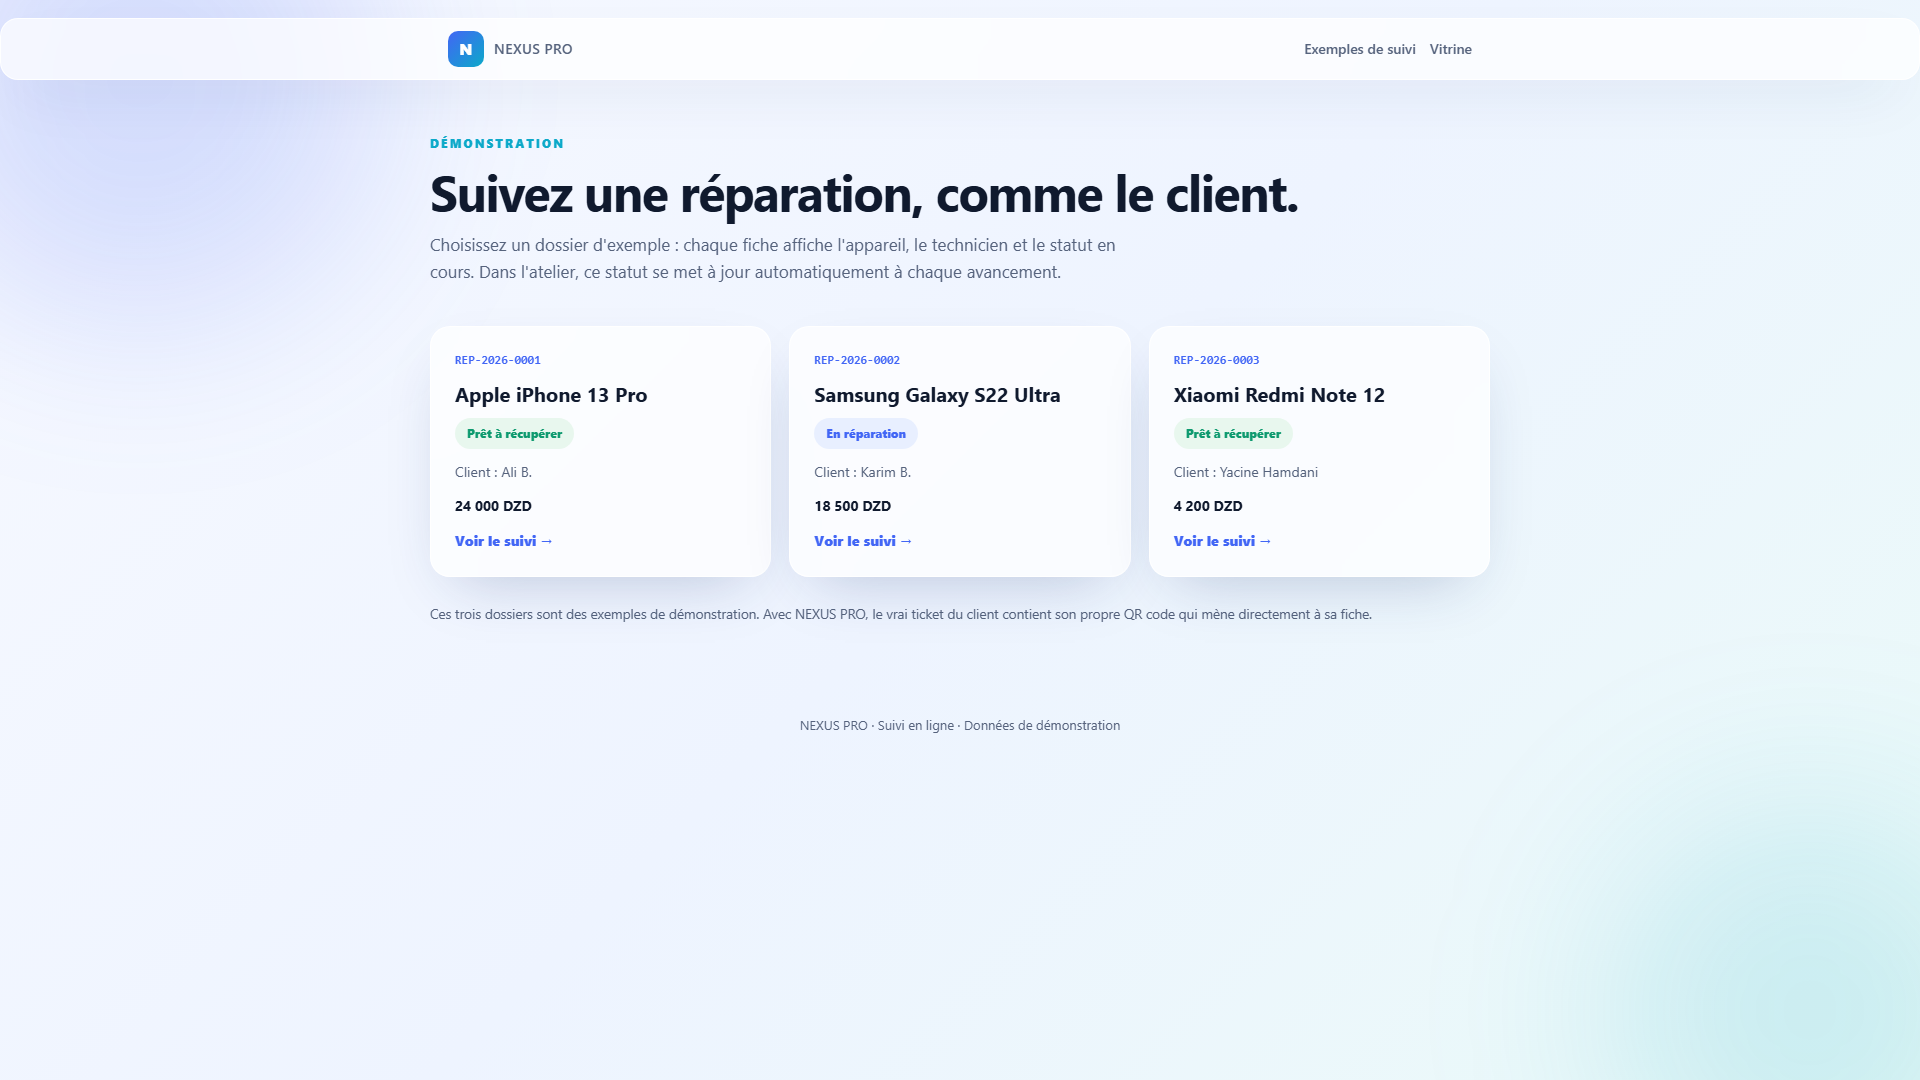 N NEXUS PRO
Exemples de suivi Vitrine
DÉMONSTRATION
Suivez une réparation, comme le client.
Choisissez un dossier d'exemple : chaque fiche affiche l'appareil, le technicien et le statut en
cours. Dans l'atelier, ce statut se met à jour automatiquement à chaque avancement.
REP-2026-0001
Apple iPhone 13 Pro
Prêt à récupérer
Client : Ali B.
24 000 DZD
Voir le suivi →
REP-2026-0002
Samsung Galaxy S22 Ultra
En réparation
Client : Karim B.
18 500 DZD
Voir le suivi →
REP-2026-0003
Xiaomi Redmi Note 12
Prêt à récupérer
Client : Yacine Hamdani
4 200 DZD
Voir le suivi →
Ces trois dossiers sont des exemples de démonstration. Avec NEXUS PRO, le vrai ticket du client contient son propre QR code qui mène directement à sa fiche.
NEXUS PRO · Suivi en ligne · Données de démonstration